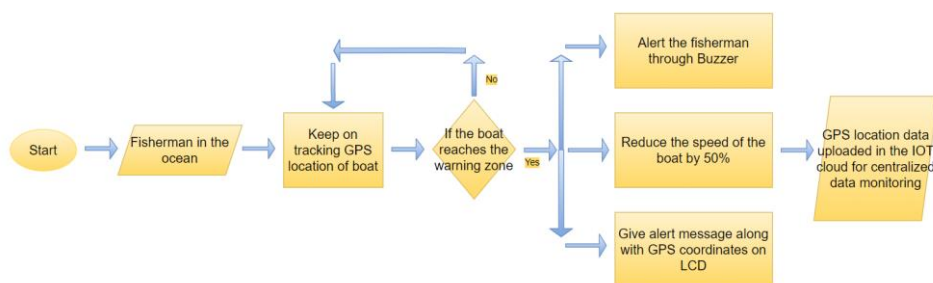 Start
Fisherman in the
ocean
Keep on
tracking GPS
location of boat
If the boat
reaches the
warning zone
No
Yes
Alert the fisherman
through Buzzer
Reduce the speed of the
boat by 50%
Give alert message along
with GPS coordinates on
LCD
GPS location data
uploaded in the IOT
cloud for centralized
data monitoring